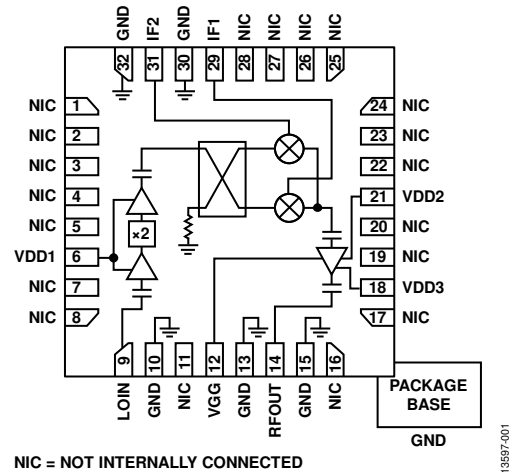 GND
IF2
GND
IF1
NIC
NIC
NIC
NIC
32
31
30
29
28
27
26
25
NIC 1
NIC 2
NIC 3
NIC 4
NIC 5
VDD1 6
NIC 7
NIC 8
×2
24 NIC
23 NIC
22 NIC
21 VDD2
20 NIC
19 NIC
18 VDD3
17 NIC
9
10
11
12
13
14
15
16
LOIN
GND
NIC
VGG
GND
RFOUT
GND
NIC
PACKAGE
BASE
GND
NIC = NOT INTERNALLY CONNECTED
13597-001